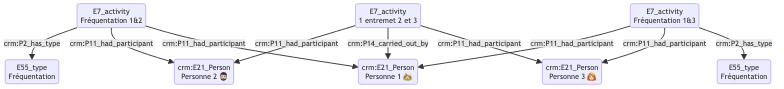 E7_activity
Fréquentation 1&2
E7_activity
1 entremet 2 et 3
E7_activity
Fréquentation 1&3
crm:P2_has_type
crm:P11_had_participant
crm:P11_had_participant
crm:P11_had_participant
crm:P14_carried_out_by
crm:P11_had_participant
crm:P11_had_participant
crm:P11_had_participant
crm:P2_has_type
E55_type
Fréquentation
crm:E21_Person
Personne 2
crm:E21_Person
Personne 1
crm:E21_Person
Personne 3
E55_type
Fréquentation